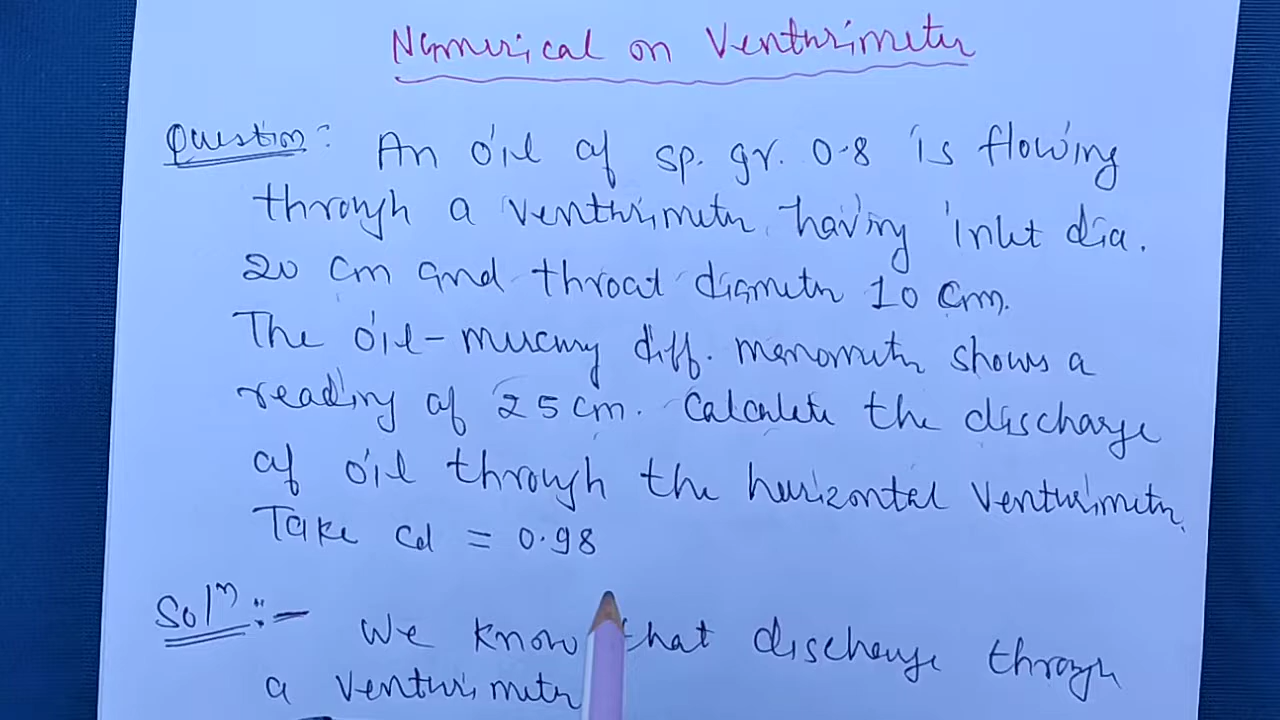 Numerical on Venturimeter
Question: An oil of sp. gr. 0.8 is flowing
through a venturimeter having inlet dia.
20 cm and throat diameter 10 cm.
The oil-mercury diff. manometer shows a
reading of 25 cm. Calculate the discharge
of oil through the horizontal venturimeter.
Take Cd = 0.98
Solⁿ :- We know that discharge through
a venturimeter